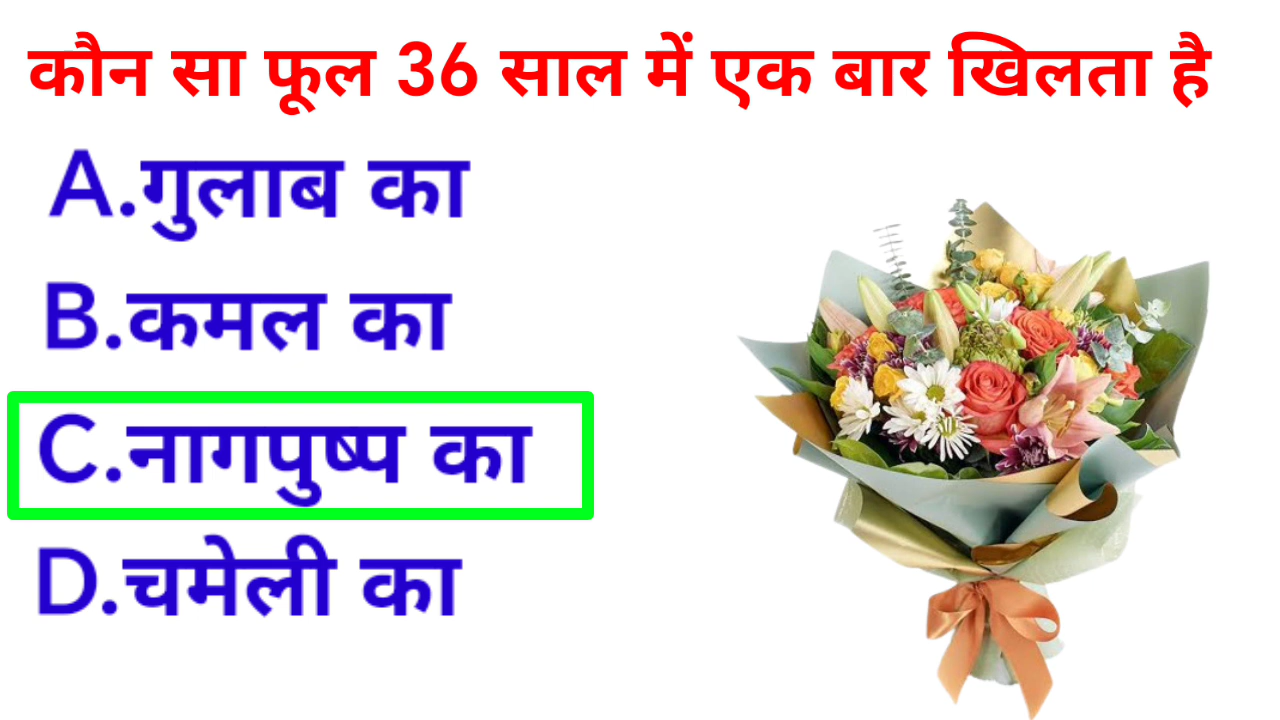 कौन सा फूल 36 साल में एक बार खिलता है
A.गुलाब का
B.कमल का
C.नागपुष्प का
D.चमेली का